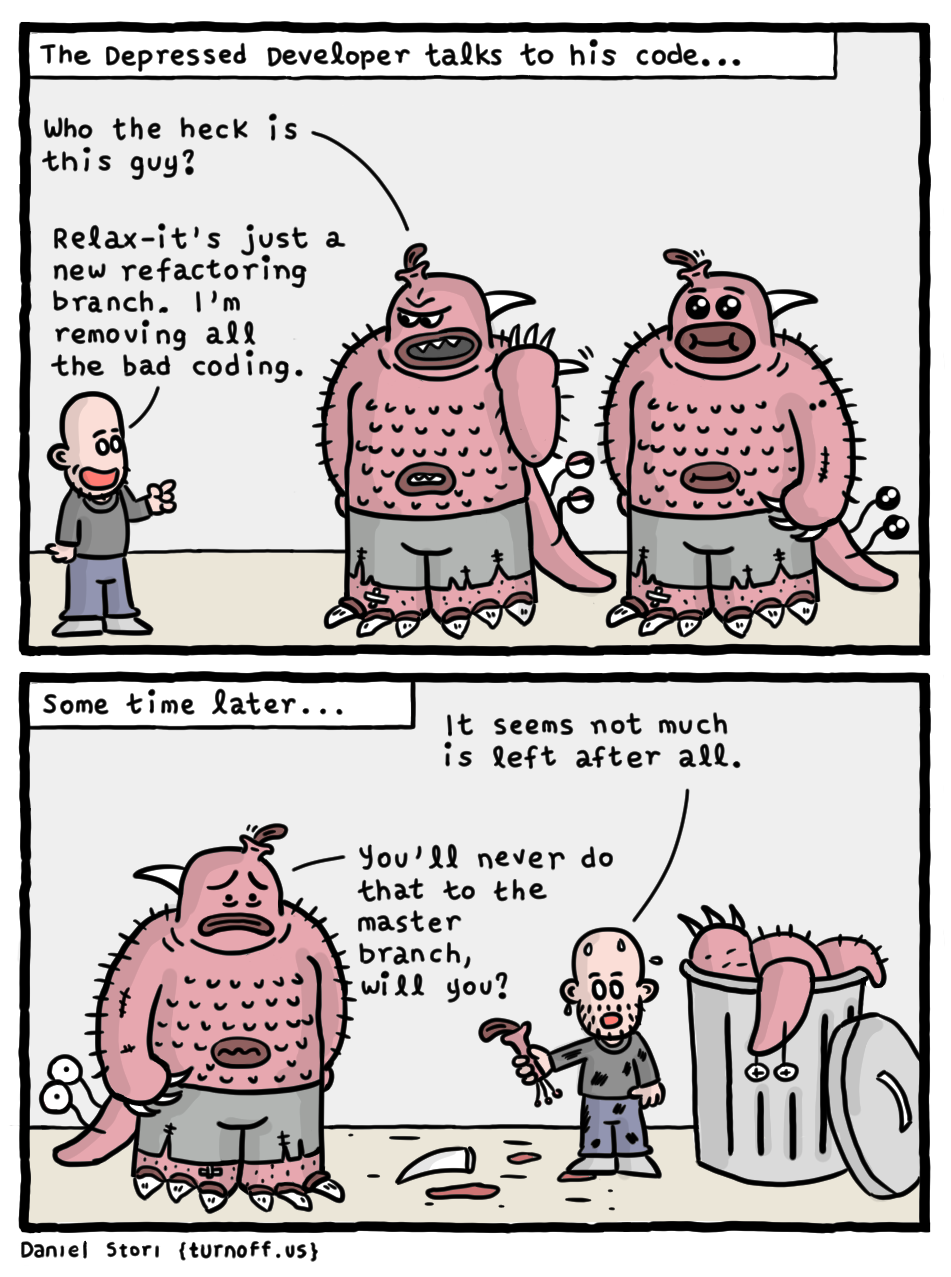 The Depressed Developer talks to his code...
Who the heck is
this guy?
Relax-it's just a
new refactoring
branch. I'm
removing all
the bad coding.
Some time later...
It seems not much
is left after all.
You'll never do
that to the
master
branch,
will you?
Daniel Stori {turnoff.us}